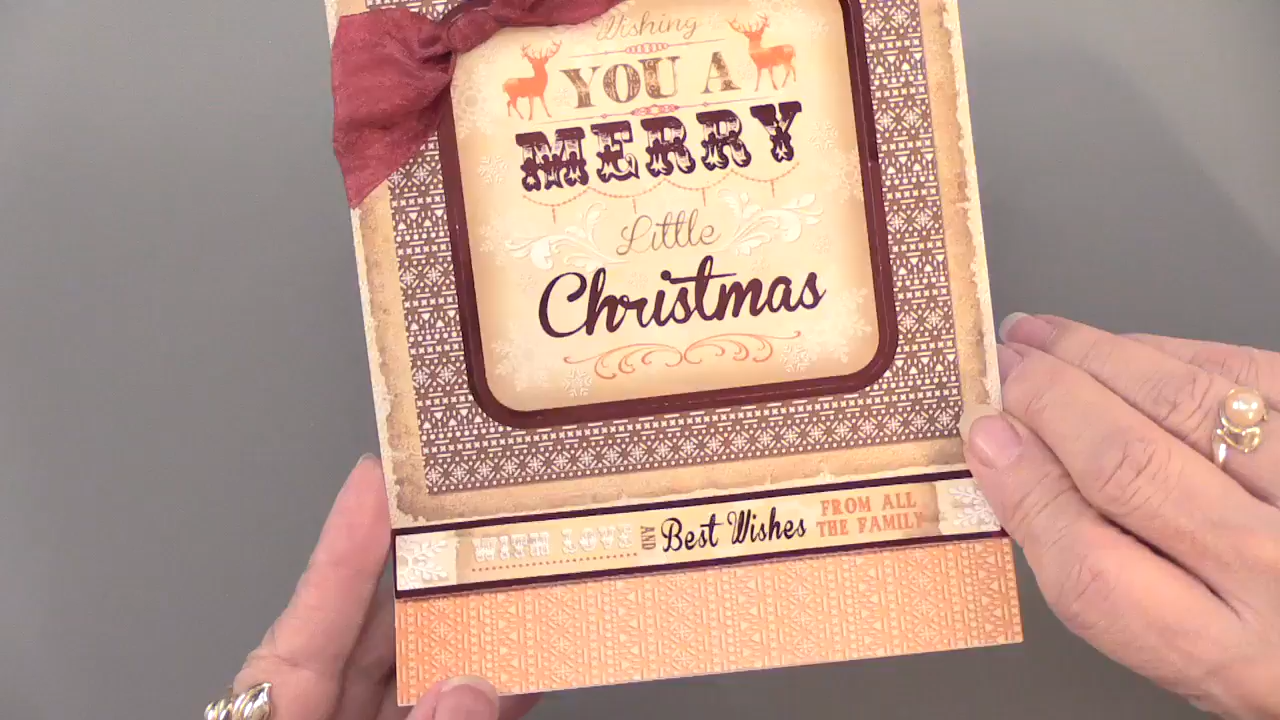 Wishing
YOU A
MERRY
Little
Christmas
WITH LOVE AND Best Wishes FROM ALL
THE FAMILY